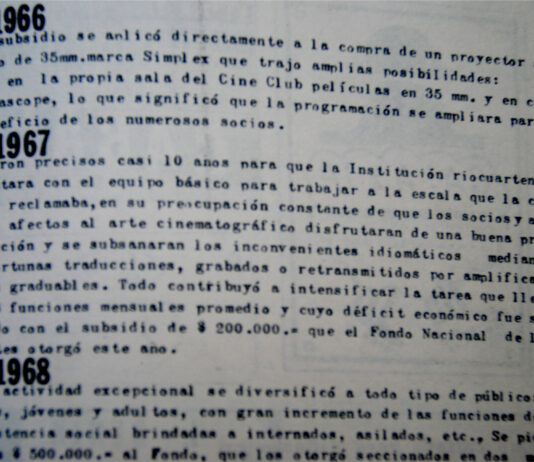 1966
subsidio se aplicó directamente a la compra de un proyector
o de 35mm.marca Simplex que trajo amplias posibilidades:
en la propia sala del Cine Club películas en 35 mm. y en c
ascope, lo que significó que la programación se ampliara par
eficio de los numerosos socios.
1967
ron precisos casi 10 anos para que la Institución riocuarten
tara con el equipo básico para trabajar a la escala que la c
reclamaba,en su preocupación constante de que los socios y a
afectos al arte cinematográfico disfrutaran de una buena pr
ción y se subsanaran los inconvenientes idiomáticos median
rtunas traducciones, grabados o retransmitidos por amplifica
graduables. Todo contribuyó a intensificar la tarea que lle
funciones mensuales promedio y cuyo déficit económico fue s
do con el subsidio de $ 200.000.= que el Fondo Nacional de l
es otorgó este año.
1968
actividad excepcional se diversificó a todo tipo de público
, jóvenes y adultos, con gran incremento de las funciones d
tencia social brindadas a internados, asilados, etc., Se pi
$ 500.000.= al Fondo, que los otorgó seccionados en dos